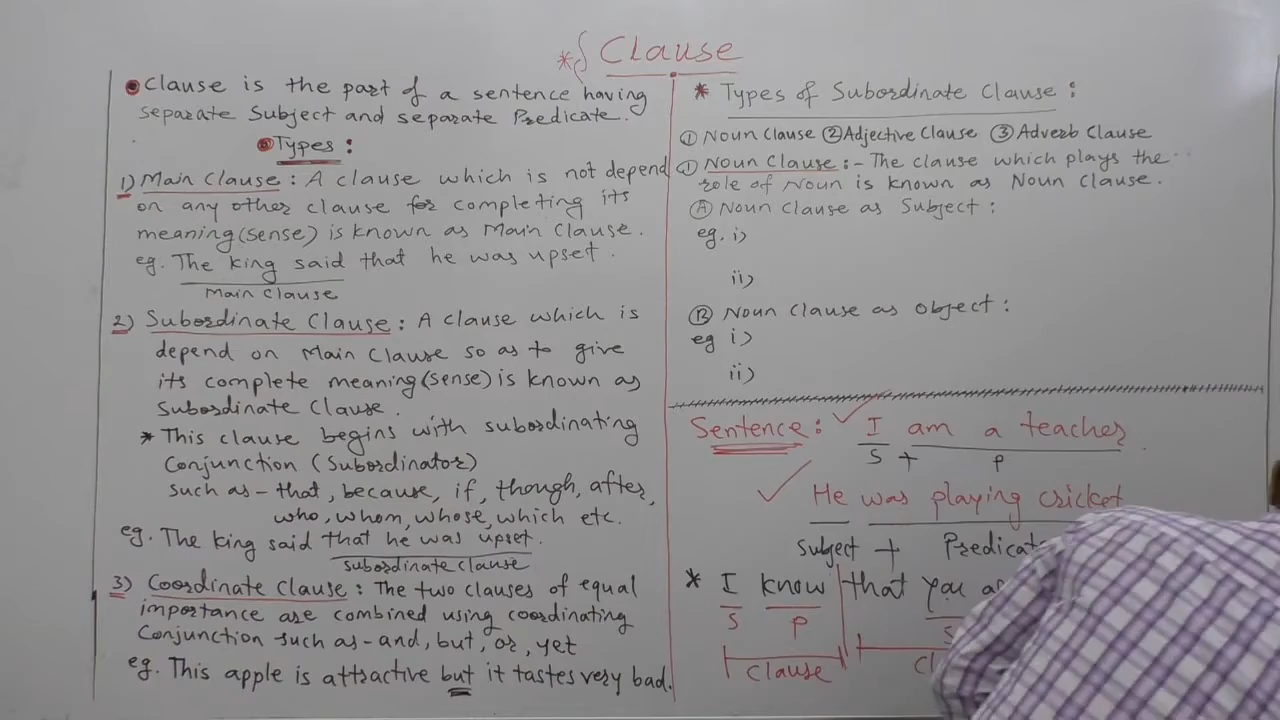 *{ Clause
• Clause is the part of a sentence having
separate Subject and separate Predicate.
• Types :
1) Main Clause : A clause which is not depend
on any other clause for completing its
meaning(sense) is known as Main Clause.
eg. The king said that he was upset.
Main Clause
2) Subordinate Clause : A clause which is
depend on Main Clause so as to give
its complete meaning(sense) is known as
Subordinate Clause.
* This clause begins with subordinating
Conjunction (Subordinator)
such as - that, because, if, though, after,
who, whom, whose, which etc.
eg. The king said that he was upset.
subordinate clause
3) Coordinate Clause : The two clauses of equal
importance are combined using coordinating
Conjunction such as - and, but, or, yet
eg. This apple is attractive but it tastes very bad.
* Types of Subordinate Clause :
① Noun Clause ② Adjective Clause ③ Adverb Clause
① Noun Clause :- The clause which plays the
role of Noun is known as Noun Clause.
Ⓐ Noun Clause as Subject :
eg. i)
ii)
Ⓑ Noun Clause as object :
eg i)
ii)
Sentence : ✓ I am a teacher.
S + P
✓ He was playing cricket
Subject +
* I know that you
S P S
Clause